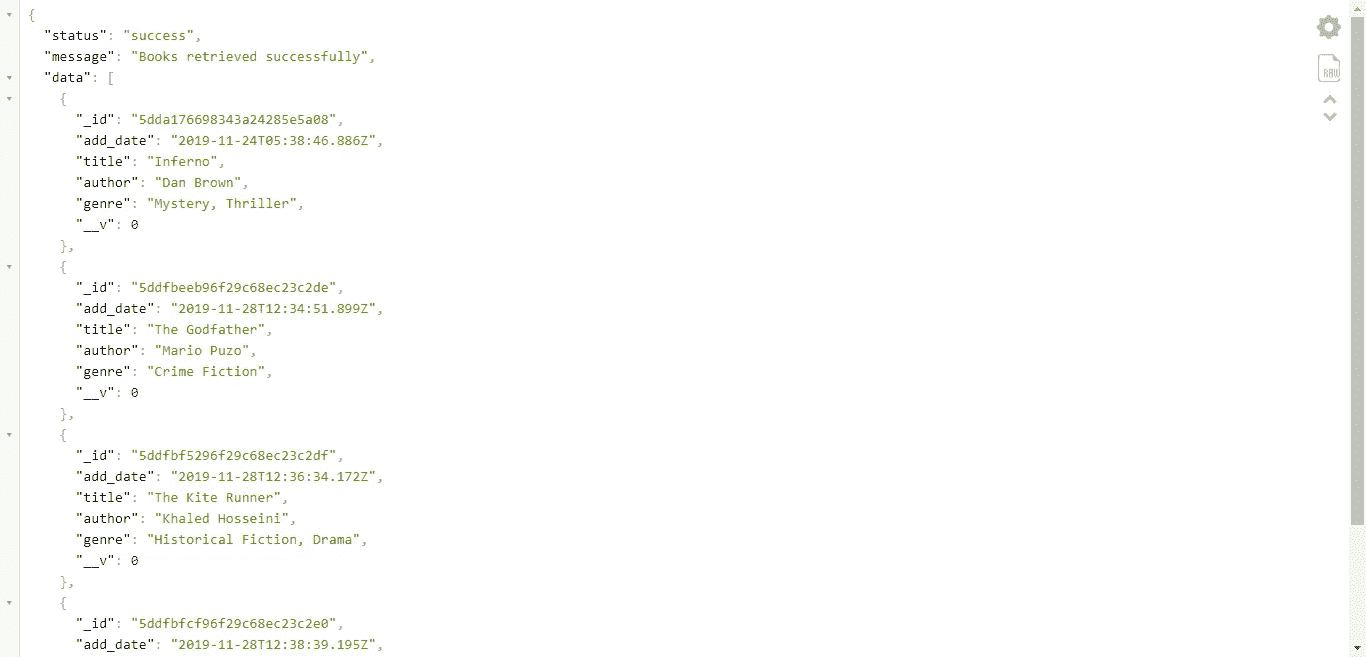 {
"status": "success",
"message": "Books retrieved successfully",
"data": [
{
"_id": "5dda176698343a24285e5a08",
"add_date": "2019-11-24T05:38:46.886Z",
"title": "Inferno",
"author": "Dan Brown",
"genre": "Mystery, Thriller",
"__v": 0
},
{
"_id": "5ddfbeeb96f29c68ec23c2de",
"add_date": "2019-11-28T12:34:51.899Z",
"title": "The Godfather",
"author": "Mario Puzo",
"genre": "Crime Fiction",
"__v": 0
},
{
"_id": "5ddfbf5296f29c68ec23c2df",
"add_date": "2019-11-28T12:36:34.172Z",
"title": "The Kite Runner",
"author": "Khaled Hosseini",
"genre": "Historical Fiction, Drama",
"__v": 0
},
{
"_id": "5ddfbfcf96f29c68ec23c2e0",
"add_date": "2019-11-28T12:38:39.195Z",
RAW